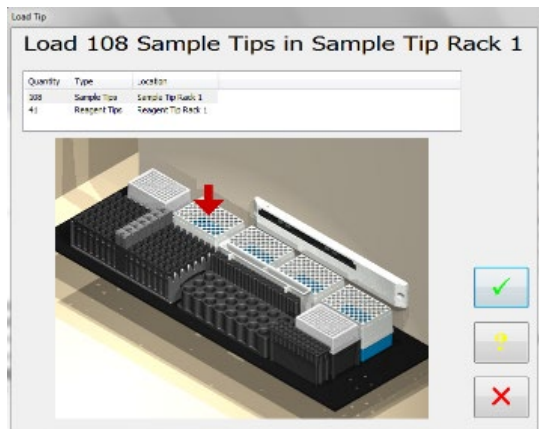 Load Tip
Load 108 Sample Tips in Sample Tip Rack 1
Quantity Type Location
108 Sample Tips Sample Tip Rack 1
41 Reagent Tips Reagent Tip Rack 1